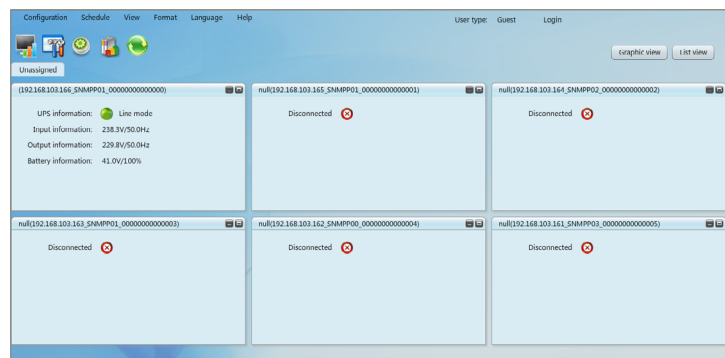 Configuration Schedule View Format Language Help User type: Guest Login
Graphic view List view
Unassigned
(192.168.103.166_SNMPP01_00000000000000) null(192.168.103.165_SNMPP01_00000000000001) null(192.168.103.164_SNMPP02_00000000000002)
UPS information: Line mode Disconnected Disconnected
Input information: 238.3V/50.0Hz
Output information: 229.8V/50.0Hz
Battery information: 41.0V/100%
null(192.168.103.163_SNMPP01_00000000000003) null(192.168.103.162_SNMPP00_00000000000004) null(192.168.103.161_SNMPP03_00000000000005)
Disconnected Disconnected Disconnected